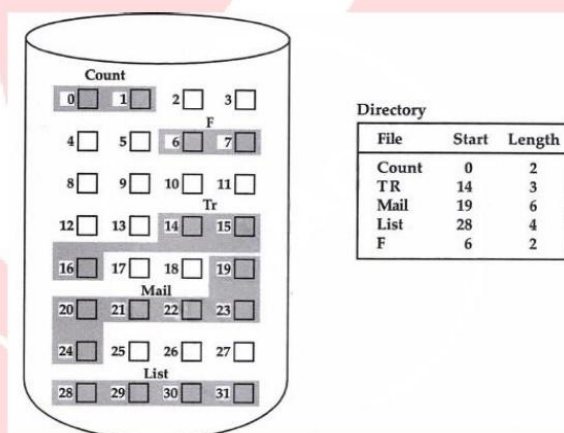 Count
0 1 2 3
F
4 5 6 7
8 9 10 11
Tr
12 13 14 15
16 17 18 19
Mail
20 21 22 23
24 25 26 27
List
28 29 30 31
Directory
File Start Length
Count 0 2
TR 14 3
Mail 19 6
List 28 4
F 6 2